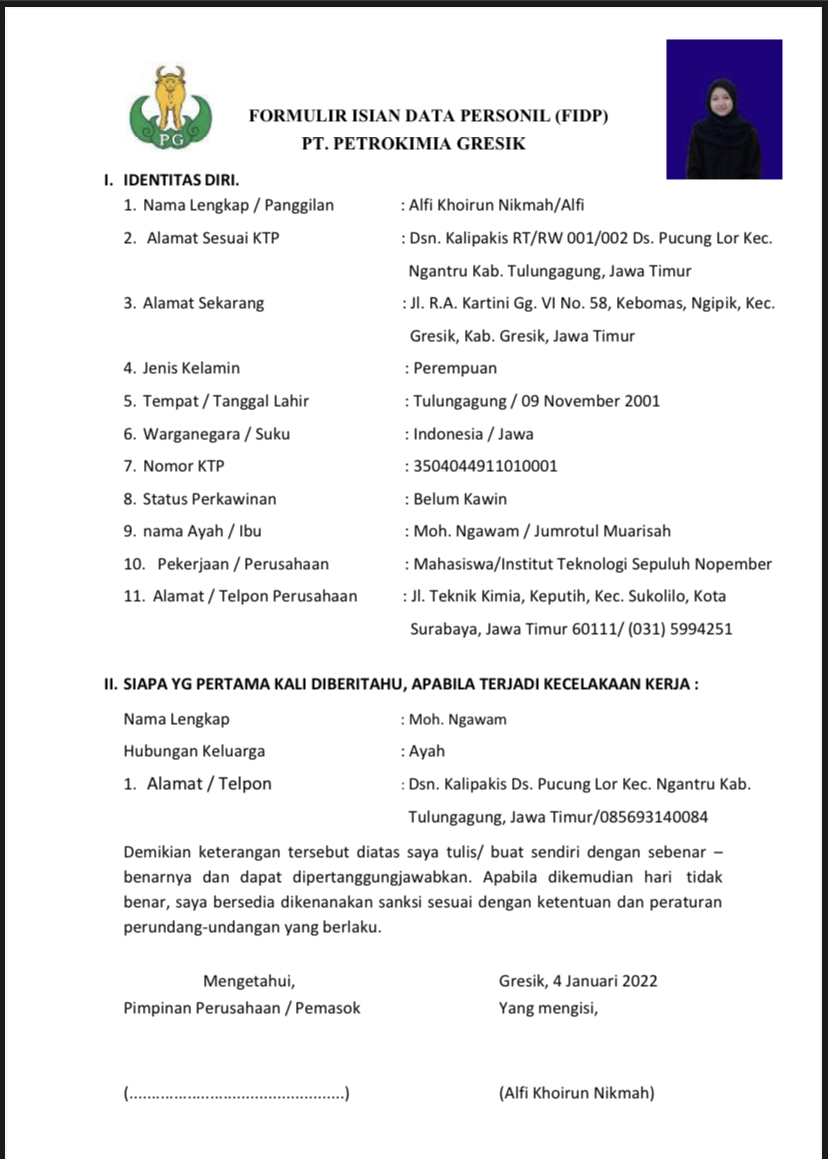 PG
FORMULIR ISIAN DATA PERSONIL (FIDP)
PT. PETROKIMIA GRESIK
I. IDENTITAS DIRI.
1. Nama Lengkap / Panggilan : Alfi Khoirun Nikmah/Alfi
2. Alamat Sesuai KTP : Dsn. Kalipakis RT/RW 001/002 Ds. Pucung Lor Kec.
Ngantru Kab. Tulungagung, Jawa Timur
3. Alamat Sekarang : Jl. R.A. Kartini Gg. VI No. 58, Kebomas, Ngipik, Kec.
Gresik, Kab. Gresik, Jawa Timur
4. Jenis Kelamin : Perempuan
5. Tempat / Tanggal Lahir : Tulungagung / 09 November 2001
6. Warganegara / Suku : Indonesia / Jawa
7. Nomor KTP : 3504044911010001
8. Status Perkawinan : Belum Kawin
9. nama Ayah / Ibu : Moh. Ngawam / Jumrotul Muarisah
10. Pekerjaan / Perusahaan : Mahasiswa/Institut Teknologi Sepuluh Nopember
11. Alamat / Telpon Perusahaan : Jl. Teknik Kimia, Keputih, Kec. Sukolilo, Kota
Surabaya, Jawa Timur 60111/ (031) 5994251
II. SIAPA YG PERTAMA KALI DIBERITAHU, APABILA TERJADI KECELAKAAN KERJA :
Nama Lengkap : Moh. Ngawam
Hubungan Keluarga : Ayah
1. Alamat / Telpon : Dsn. Kalipakis Ds. Pucung Lor Kec. Ngantru Kab.
Tulungagung, Jawa Timur/085693140084
Demikian keterangan tersebut diatas saya tulis/ buat sendiri dengan sebenar –
benarnya dan dapat dipertanggungjawabkan. Apabila dikemudian hari tidak
benar, saya bersedia dikenanakan sanksi sesuai dengan ketentuan dan peraturan
perundang-undangan yang berlaku.
Mengetahui, Gresik, 4 Januari 2022
Pimpinan Perusahaan / Pemasok Yang mengisi,
(................................................) (Alfi Khoirun Nikmah)